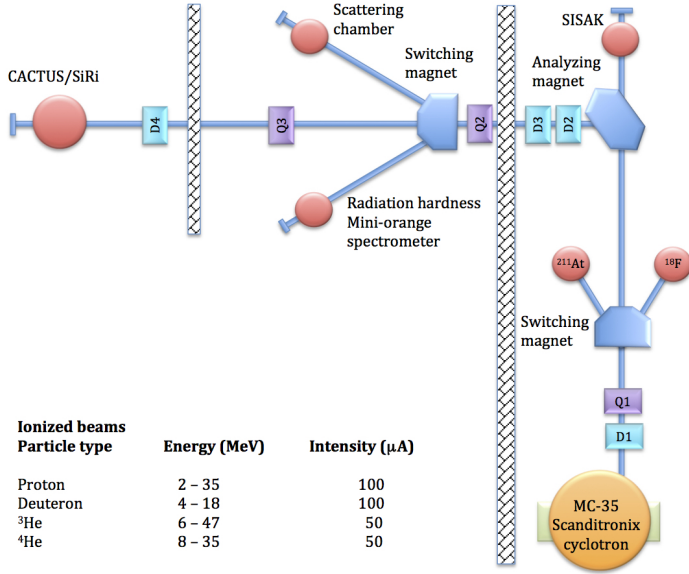 Scattering
chamber
SISAK
Switching
magnet
Analyzing
magnet
CACTUS/SiRi
D4
Q3
Q2
D3
D2
Radiation hardness
Mini-orange
spectrometer
²¹¹At
¹⁸F
Switching
magnet
Q1
D1
MC-35
Scanditronix
cyclotron
Ionized beams
Particle type Energy (MeV) Intensity (μA)
Proton 2 – 35 100
Deuteron 4 – 18 100
³He 6 – 47 50
⁴He 8 – 35 50